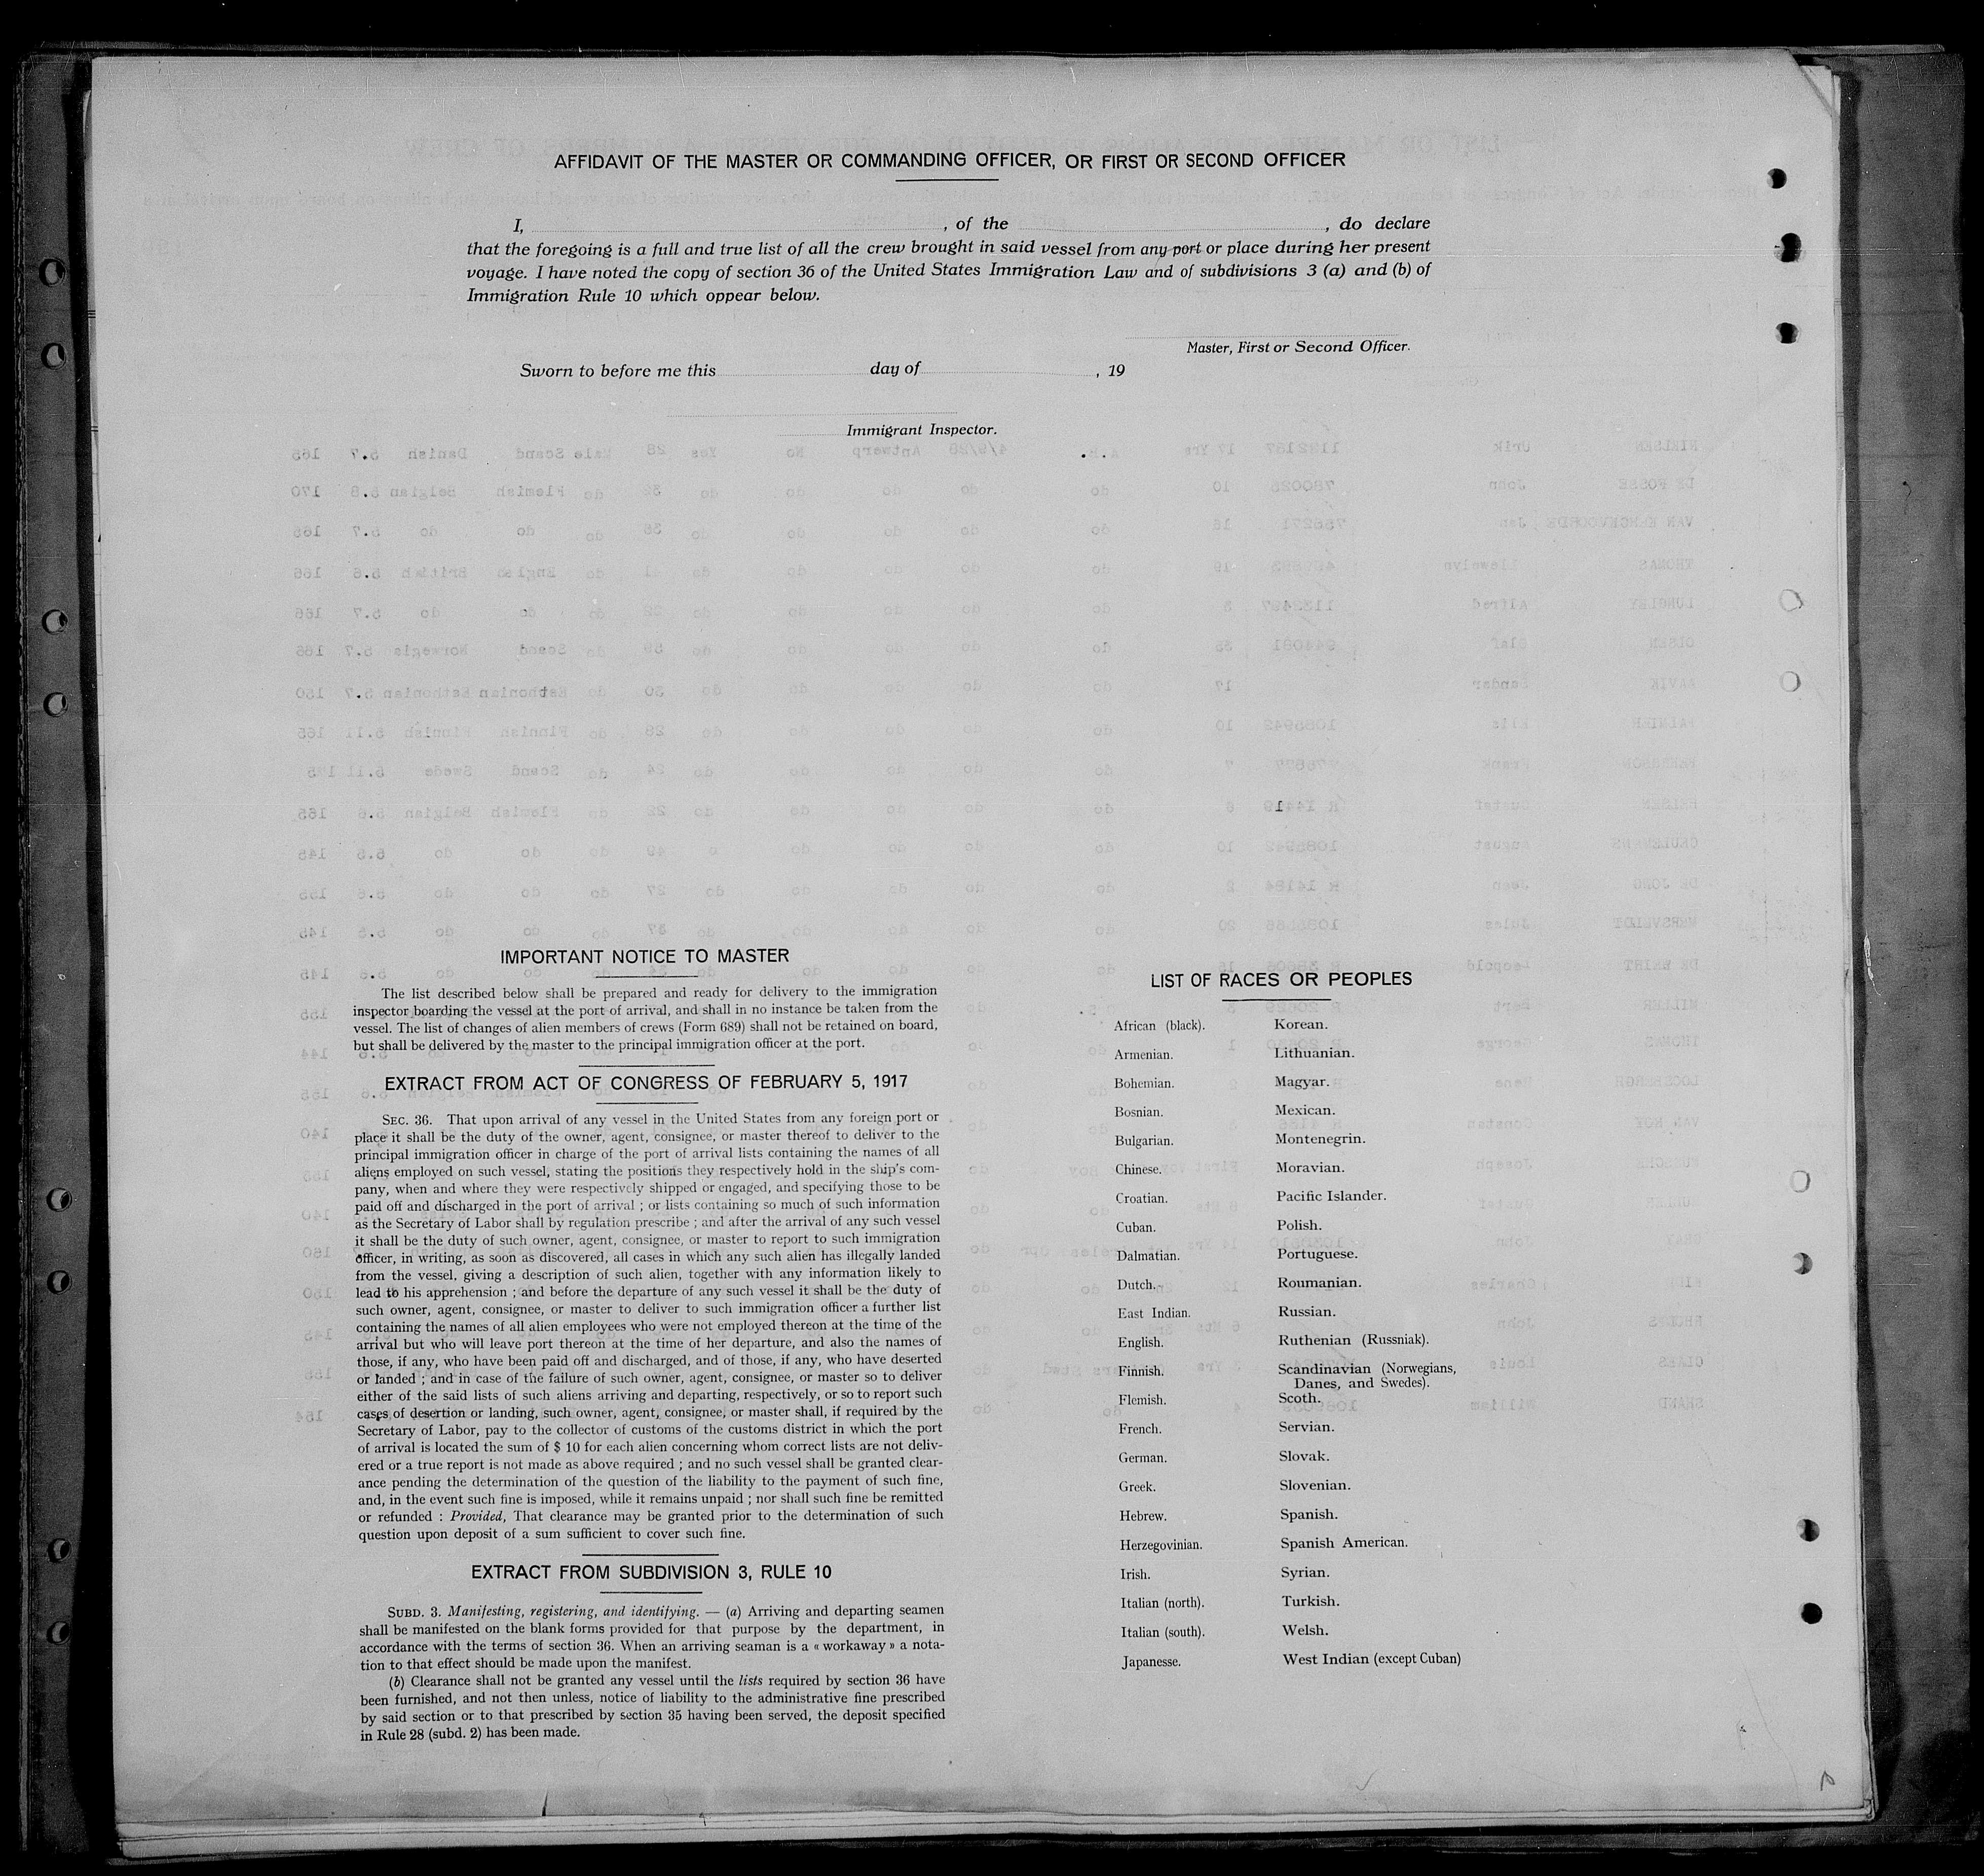 AFFIDAVIT OF THE MASTER OR COMMANDING OFFICER, OR FIRST OR SECOND OFFICER
I, , of the , do declare
that the foregoing is a full and true list of all the crew brought in said vessel from any port or place during her present
voyage. I have noted the copy of section 36 of the United States Immigration Law and of subdivisions 3 (a) and (b) of
Immigration Rule 10 which oppear below.
Master, First or Second Officer.
Sworn to before me this day of , 19
Immigrant Inspector.
IMPORTANT NOTICE TO MASTER
The list described below shall be prepared and ready for delivery to the immigration
inspector boarding the vessel at the port of arrival, and shall in no instance be taken from the
vessel. The list of changes of alien members of crews (Form 689) shall not be retained on board,
but shall be delivered by the master to the principal immigration officer at the port.
EXTRACT FROM ACT OF CONGRESS OF FEBRUARY 5, 1917
SEC. 36. That upon arrival of any vessel in the United States from any foreign port or
place it shall be the duty of the owner, agent, consignee, or master thereof to deliver to the
principal immigration officer in charge of the port of arrival lists containing the names of all
aliens employed on such vessel, stating the positions they respectively hold in the ship's com-
pany, when and where they were respectively shipped or engaged, and specifying those to be
paid off and discharged in the port of arrival ; or lists containing so much of such information
as the Secretary of Labor shall by regulation prescribe ; and after the arrival of any such vessel
it shall be the duty of such owner, agent, consignee, or master to report to such immigration
officer, in writing, as soon as discovered, all cases in which any such alien has illegally landed
from the vessel, giving a description of such alien, together with any information likely to
lead to his apprehension ; and before the departure of any such vessel it shall be the duty of
such owner, agent, consignee, or master to deliver to such immigration officer a further list
containing the names of all alien employees who were not employed thereon at the time of the
arrival but who will leave port thereon at the time of her departure, and also the names of
those, if any, who have been paid off and discharged, and of those, if any, who have deserted
or landed ; and in case of the failure of such owner, agent, consignee, or master so to deliver
either of the said lists of such aliens arriving and departing, respectively, or so to report such
cases of desertion or landing, such owner, agent, consignee, or master shall, if required by the
Secretary of Labor, pay to the collector of customs of the customs district in which the port
of arrival is located the sum of $ 10 for each alien concerning whom correct lists are not deliv-
ered or a true report is not made as above required ; and no such vessel shall be granted clear-
ance pending the determination of the question of the liability to the payment of such fine,
and, in the event such fine is imposed, while it remains unpaid ; nor shall such fine be remitted
or refunded : Provided, That clearance may be granted prior to the determination of such
question upon deposit of a sum sufficient to cover such fine.
EXTRACT FROM SUBDIVISION 3, RULE 10
SUBD. 3. Manifesting, registering, and identifying. — (a) Arriving and departing seamen
shall be manifested on the blank forms provided for that purpose by the department, in
accordance with the terms of section 36. When an arriving seaman is a « workaway » a nota-
tion to that effect should be made upon the manifest.
(b) Clearance shall not be granted any vessel until the lists required by section 36 have
been furnished, and not then unless, notice of liability to the administrative fine prescribed
by said section or to that prescribed by section 35 having been served, the deposit specified
in Rule 28 (subd. 2) has been made.
LIST OF RACES OR PEOPLES
African (black).
Armenian.
Bohemian.
Bosnian.
Bulgarian.
Chinese.
Croatian.
Cuban.
Dalmatian.
Dutch.
East Indian.
English.
Finnish.
Flemish.
French.
German.
Greek.
Hebrew.
Herzegovinian.
Irish.
Italian (north).
Italian (south).
Japanesse.
Korean.
Lithuanian.
Magyar.
Mexican.
Montenegrin.
Moravian.
Pacific Islander.
Polish.
Portuguese.
Roumanian.
Russian.
Ruthenian (Russniak).
Scandinavian (Norwegians,
Danes, and Swedes).
Scoth.
Servian.
Slovak.
Slovenian.
Spanish.
Spanish American.
Syrian.
Turkish.
Welsh.
West Indian (except Cuban)